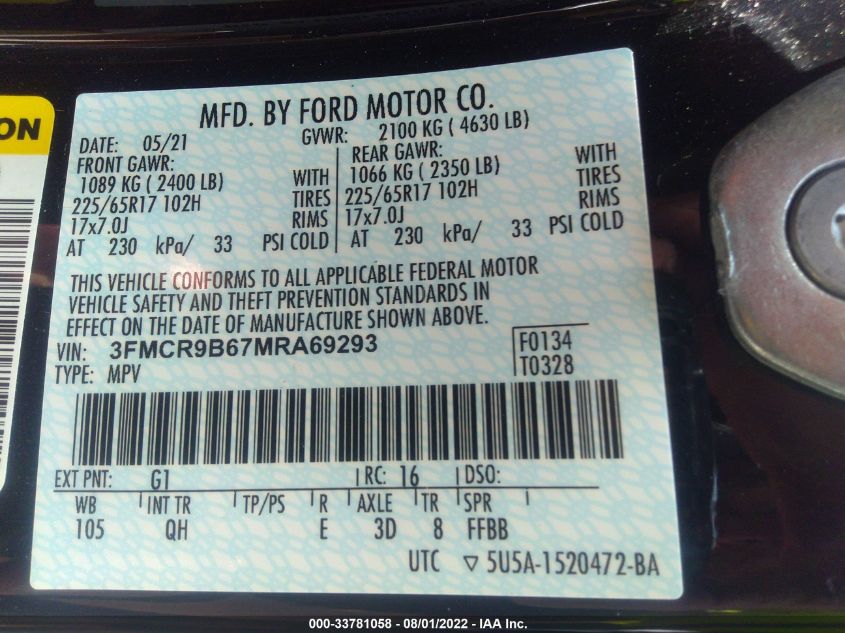 ON
MFD. BY FORD MOTOR CO.
DATE: 05/21 GVWR: 2100 KG ( 4630 LB)
FRONT GAWR: REAR GAWR:
1089 KG ( 2400 LB) WITH 1066 KG ( 2350 LB) WITH
225/65R17 102H TIRES 225/65R17 102H TIRES
17x7.0J RIMS 17x7.0J RIMS
AT 230 kPa/ 33 PSI COLD AT 230 kPa/ 33 PSI COLD
THIS VEHICLE CONFORMS TO ALL APPLICABLE FEDERAL MOTOR
VEHICLE SAFETY AND THEFT PREVENTION STANDARDS IN
EFFECT ON THE DATE OF MANUFACTURE SHOWN ABOVE.
VIN: 3FMCR9B67MRA69293 F0134
TYPE: MPV T0328
EXT PNT: G1 RC: 16 DSO:
WB INT TR TP/PS R AXLE TR SPR
105 QH E 3D 8 FFBB
UTC ▽ 5U5A-1520472-BA
000-33781058 - 08/01/2022 - IAA Inc.